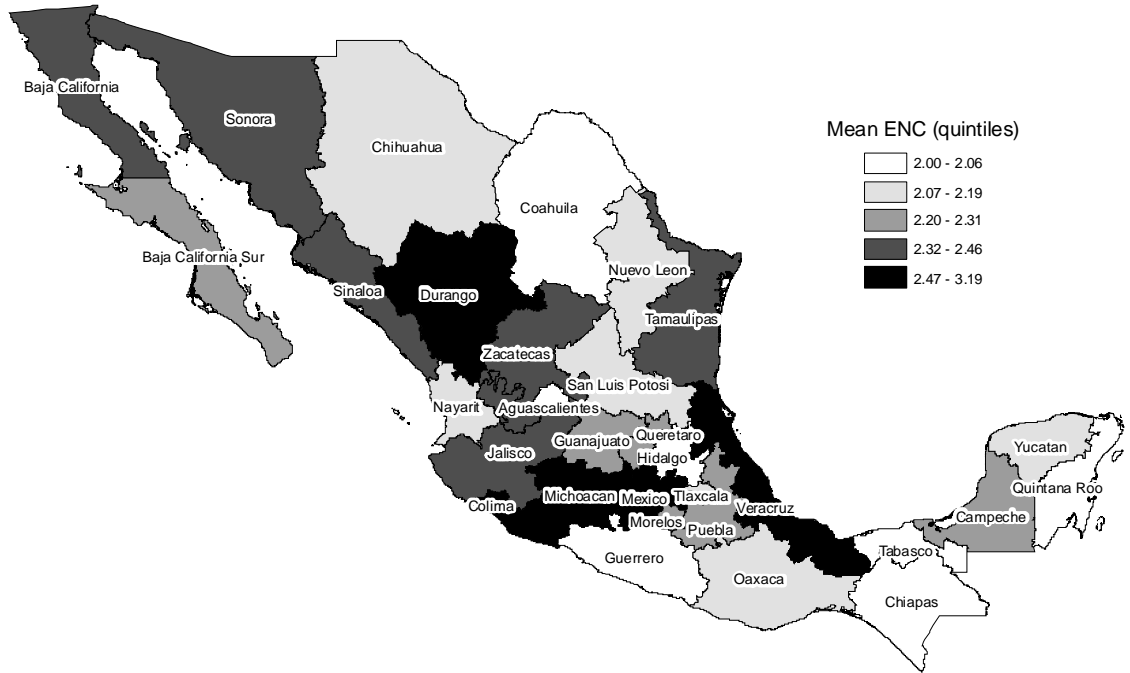 Baja California
Sonora
Chihuahua
Coahuila
Mean ENC (quintiles)
2.00 - 2.06
2.07 - 2.19
2.20 - 2.31
2.32 - 2.46
2.47 - 3.19
Baja California Sur
Nuevo Leon
Sinaloa
Durango
Tamaulipas
Zacatecas
San Luis Potosi
Nayarit
Aguascalientes
Queretaro
Guanajuato
Jalisco
Hidalgo
Yucatan
Quintana Roo
Colima
Michoacan
Mexico
Tlaxcala
Veracruz
Campeche
Morelos
Puebla
Guerrero
Tabasco
Oaxaca
Chiapas